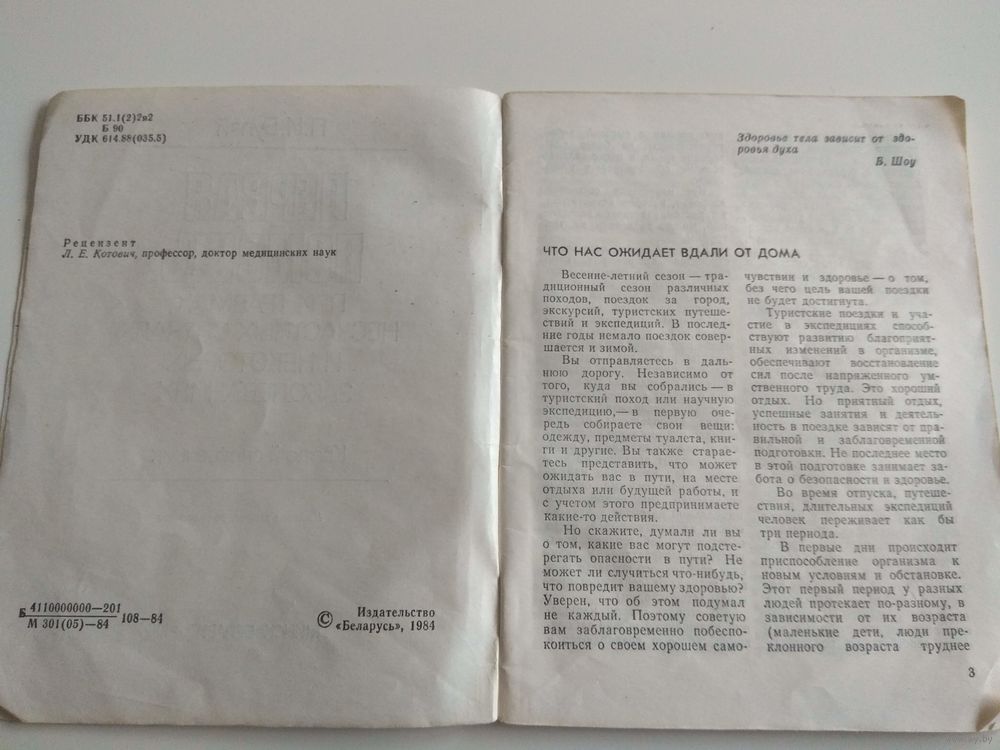 ББК 51.1(2)2я2
Б 90
УДК 614.88(035.5)
Рецензент
Л. Е. Котович, профессор, доктор медицинских наук
Б 4110000000—201
М 301(05)—84
108—84
© Издательство
«Беларусь», 1984
Здоровье тела зависит от здо-
ровья духа
Б. Шоу
ЧТО НАС ОЖИДАЕТ ВДАЛИ ОТ ДОМА
Весенне-летний сезон — тра-
диционный сезон различных
походов, поездок за город,
экскурсий, туристских путеше-
ствий и экспедиций. В послед-
ние годы немало поездок совер-
шается и зимой.
Вы отправляетесь в даль-
нюю дорогу. Независимо от
того, куда вы собрались — в
туристский поход или научную
экспедицию,— в первую оче-
редь собираете свои вещи:
одежду, предметы туалета, кни-
ги и другие. Вы также старае-
тесь представить, что может
ожидать вас в пути, на месте
отдыха или будущей работы, и
с учетом этого предпринимаете
какие-то действия.
Но скажите, думали ли вы
о том, какие вас могут подсте-
регать опасности в пути? Не
может ли случиться что-нибудь,
что повредит вашему здоровью?
Уверен, что об этом подумал
не каждый. Поэтому советую
вам заблаговременно побеспо-
коиться о своем хорошем само-
чувствии и здоровье — о том,
без чего цель вашей поездки
не будет достигнута.
Туристские поездки и уча-
стие в экспедициях способ-
ствуют развитию благоприят-
ных изменений в организме,
обеспечивают восстановление
сил после напряженного ум-
ственного труда. Это хороший
отдых. Но приятный отдых,
успешные занятия и деятель-
ность в поездке зависят от пра-
вильной и заблаговременной
подготовки. Не последнее место
в этой подготовке занимает за-
бота о безопасности и здоровье.
Во время отпуска, путеше-
ствия, длительных экспедиций
человек переживает как бы
три периода.
В первые дни происходит
приспособление организма к
новым условиям и обстановке.
Этот первый период у разных
людей протекает по-разному, в
зависимости от их возраста
(маленькие дети, люди пре-
клонного возраста труднее
3